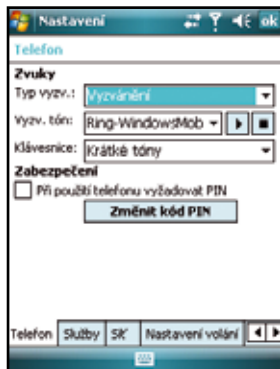 Nastavení ok
Telefon
Zvuky
Typ vyzv.: Vyzvánění
Vyzv. tón: Ring-WindowsMob
Klávesnice: Krátké tóny
Zabezpečení
Při použití telefonu vyžadovat PIN
Změnit kód PIN
Telefon Služby Síť Nastavení volání